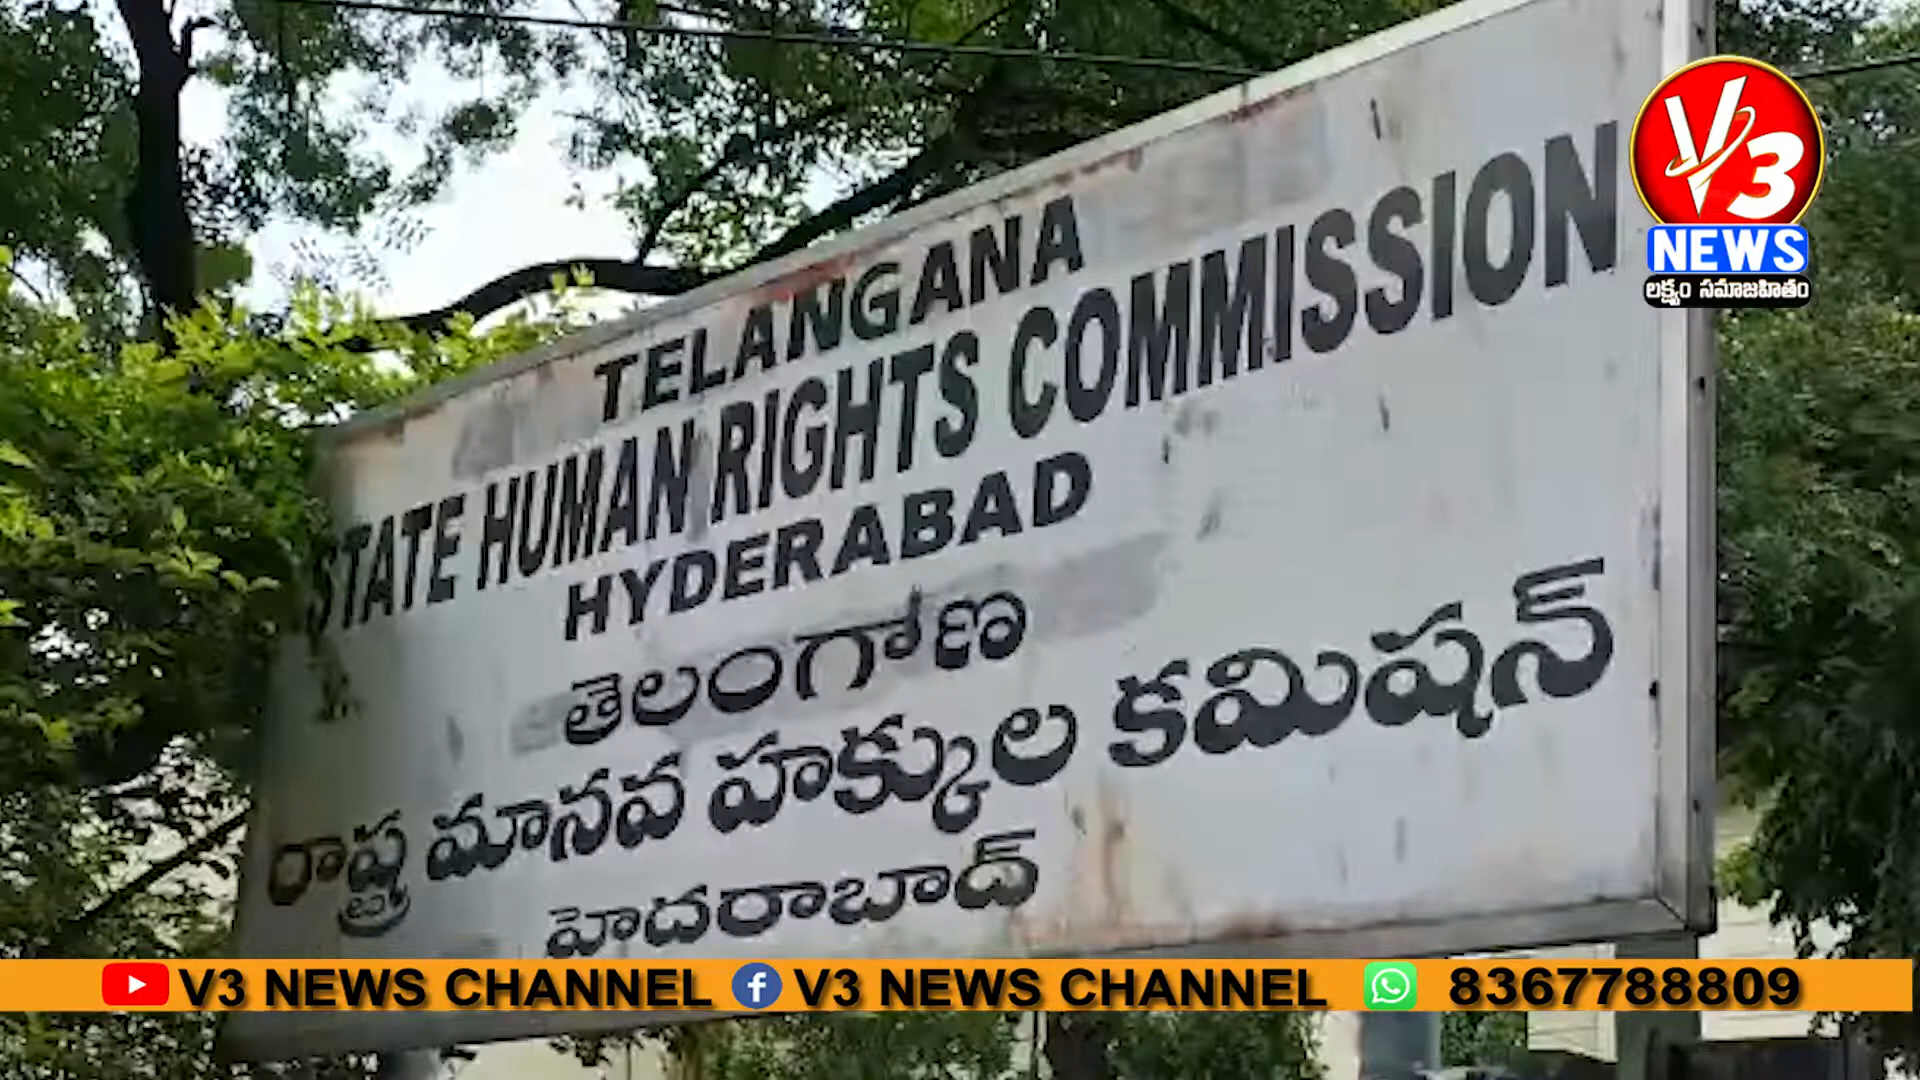 TELANGANA
STATE HUMAN RIGHTS COMMISSION
HYDERABAD
తెలంగాణ
రాష్ట్ర మానవ హక్కుల కమిషన్
హైదరాబాద్
V3
NEWS
లక్ష్యం సమాజహితం
V3 NEWS CHANNEL V3 NEWS CHANNEL 8367788809